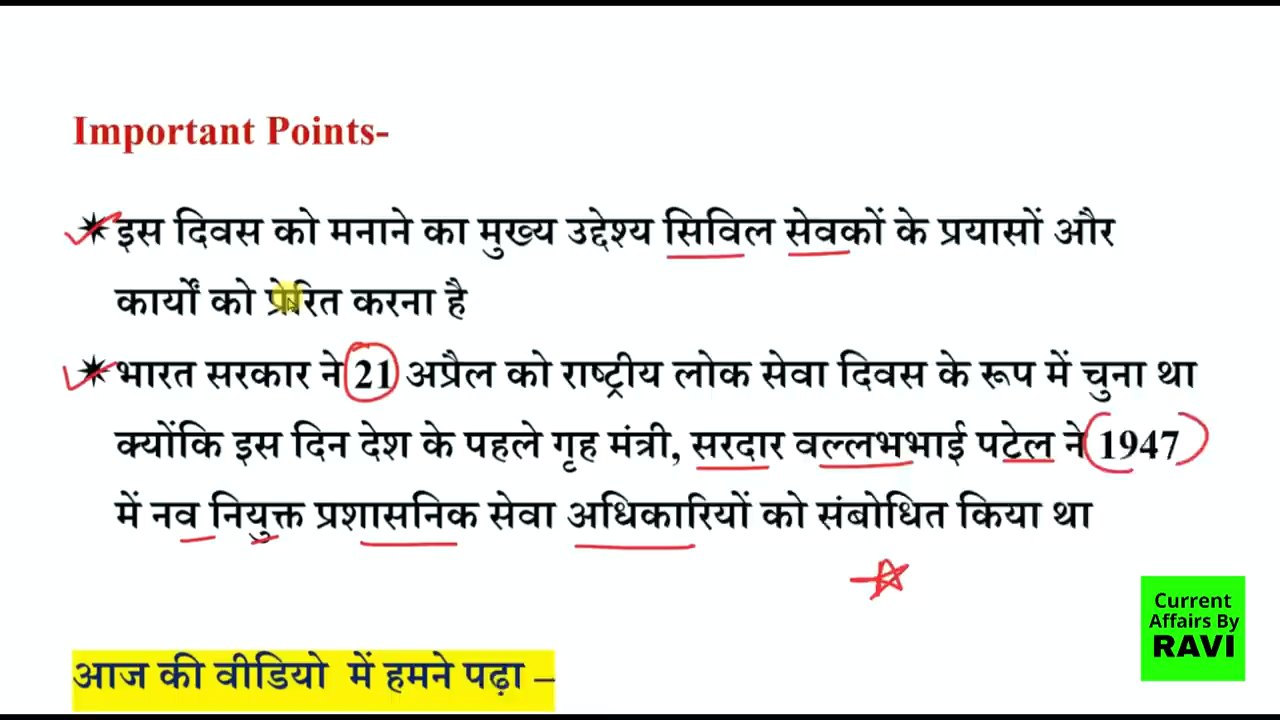 Important Points-
इस दिवस को मनाने का मुख्य उद्देश्य सिविल सेवकों के प्रयासों और
कार्यों को प्रेरित करना है
भारत सरकार ने 21 अप्रैल को राष्ट्रीय लोक सेवा दिवस के रूप में चुना था
क्योंकि इस दिन देश के पहले गृह मंत्री, सरदार वल्लभभाई पटेल ने 1947
में नव नियुक्त प्रशासनिक सेवा अधिकारियों को संबोधित किया था
Current
Affairs By
RAVI
आज की वीडियो में हमने पढ़ा –